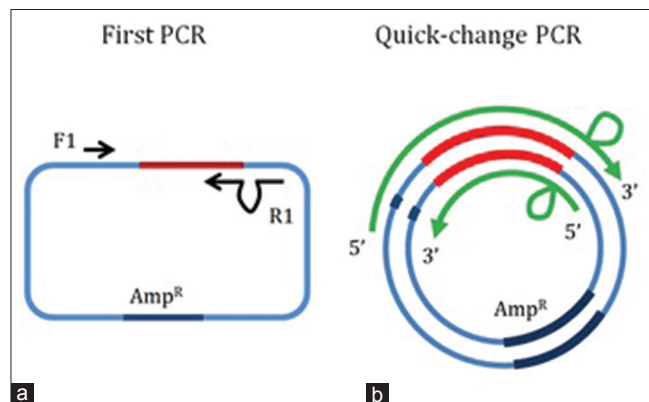 First PCR
Quick-change PCR
F1
R1
3’
5’
3’
5’
Amp^R
Amp^R
a
b